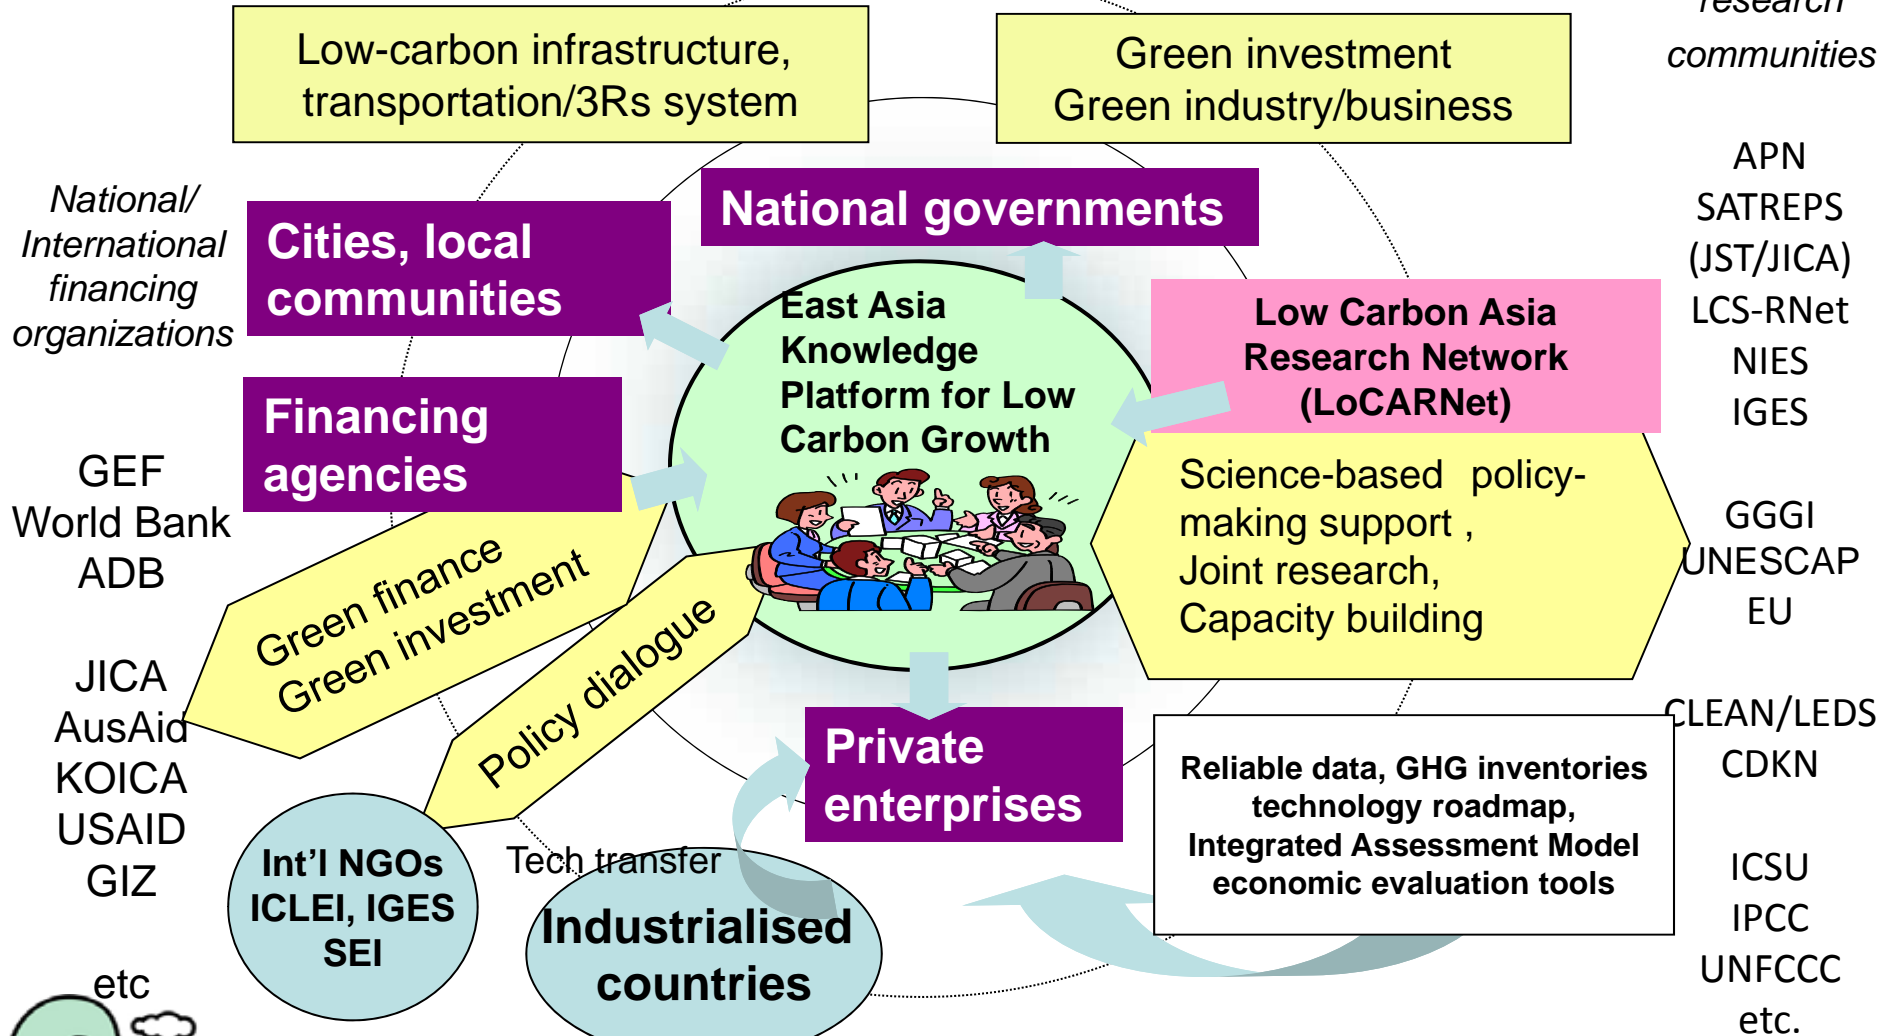 research
communities
Low-carbon infrastructure,
transportation/3Rs system
Green investment
Green industry/business
National/
International
financing
organizations
Cities, local
communities
National governments
Financing
agencies
East Asia
Knowledge
Platform for Low
Carbon Growth
Low Carbon Asia
Research Network
(LoCARNet)
Science-based policy-
making support ,
Joint research,
Capacity building
Green finance
Green investment
Policy dialogue
Private
enterprises
Reliable data, GHG inventories
technology roadmap,
Integrated Assessment Model
economic evaluation tools
Int’l NGOs
ICLEI, IGES
SEI
Tech transfer
Industrialised
countries
GEF
World Bank
ADB
JICA
AusAid
KOICA
USAID
GIZ
etc
APN
SATREPS
(JST/JICA)
LCS-RNet
NIES
IGES
GGGI
UNESCAP
EU
CLEAN/LEDS
CDKN
ICSU
IPCC
UNFCCC
etc.